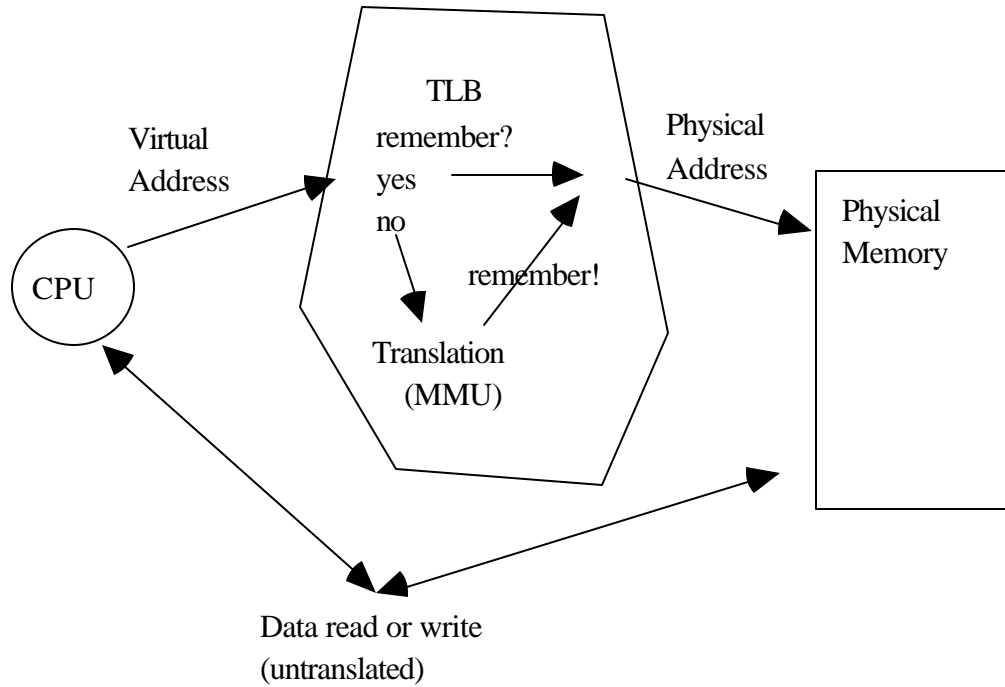 TLB
remember?
yes
no
remember!
Translation
(MMU)
Virtual
Address
Physical
Address
CPU
Physical
Memory
Data read or write
(untranslated)